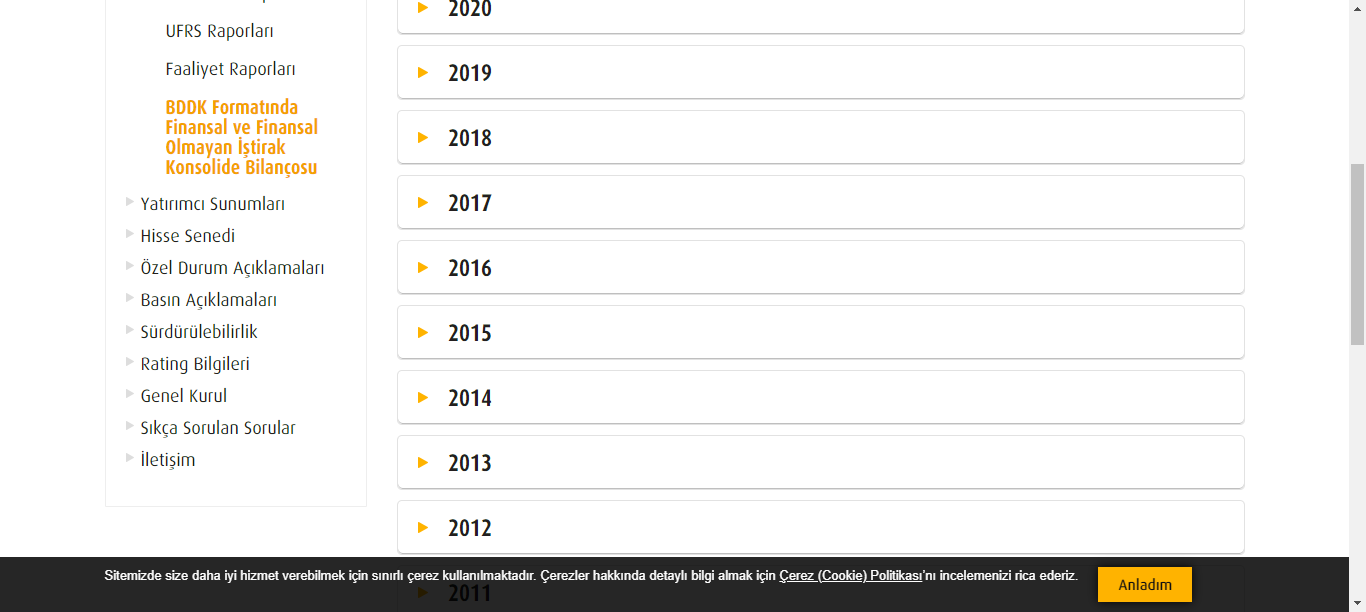 UFRS Raporları
Faaliyet Raporları
BDDK Formatında
Finansal ve Finansal
Olmayan İştirak
Konsolide Bilançosu
Yatırımcı Sunumları
Hisse Senedi
Özel Durum Açıklamaları
Basın Açıklamaları
Sürdürülebilirlik
Rating Bilgileri
Genel Kurul
Sıkça Sorulan Sorular
İletişim
2020
2019
2018
2017
2016
2015
2014
2013
2012
2011
Sitemizde size daha iyi hizmet verebilmek için sınırlı çerez kullanılmaktadır. Çerezler hakkında detaylı bilgi almak için Çerez (Cookie) Politikası'nı incelemenizi rica ederiz.
Anladım